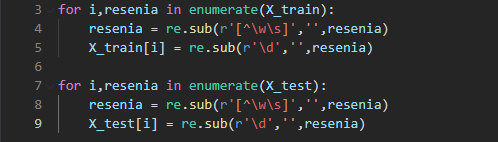 3 for i,resenia in enumerate(X_train):
4     resenia = re.sub(r'[^\w\s]','',resenia)
5     X_train[i] = re.sub(r'\d','',resenia)
6
7 for i,resenia in enumerate(X_test):
8     resenia = re.sub(r'[^\w\s]','',resenia)
9     X_test[i] = re.sub(r'\d','',resenia)